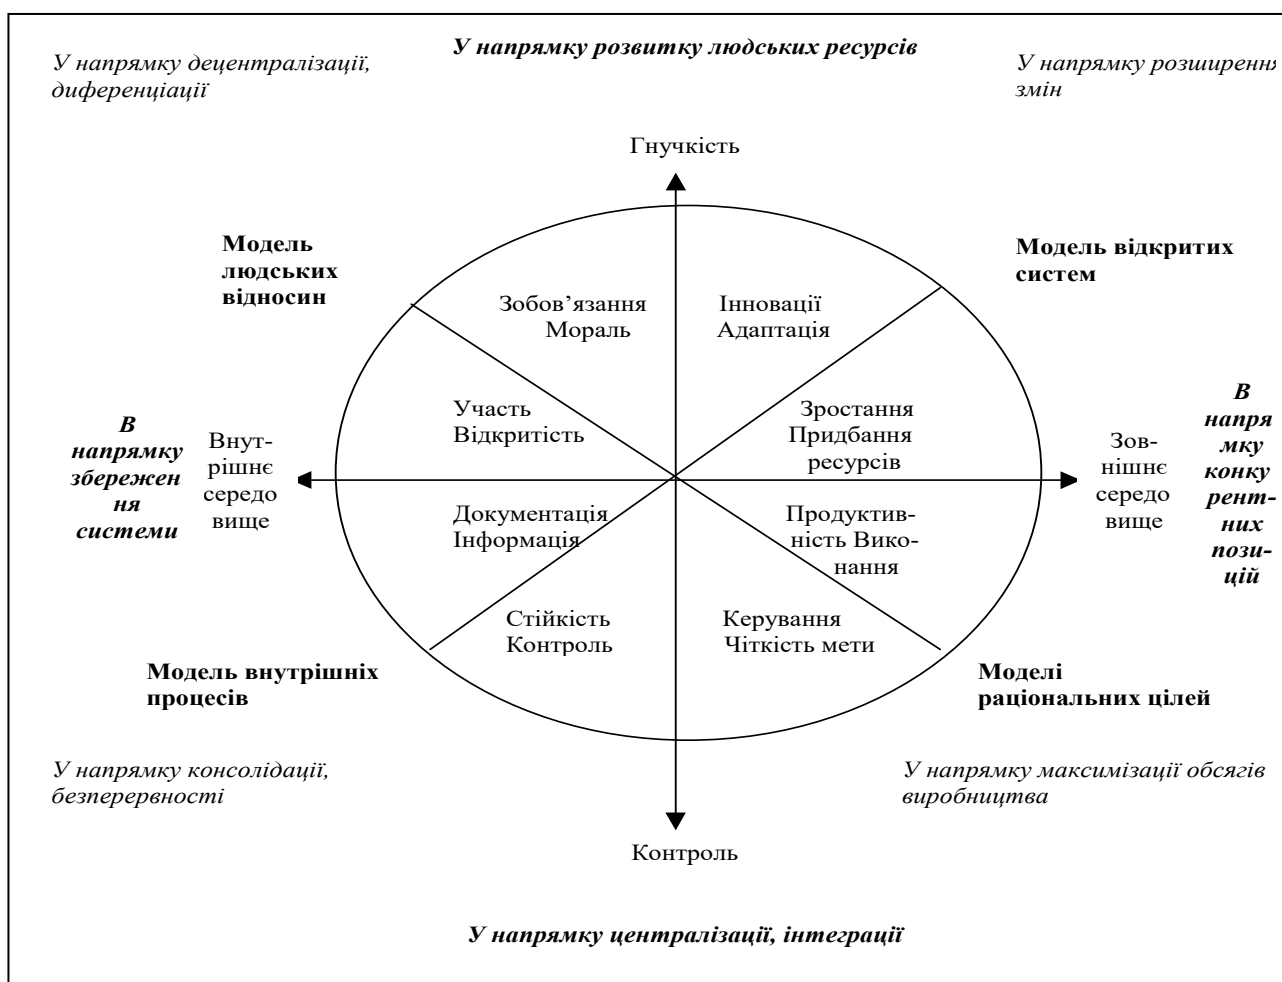 У напрямку розвитку людських ресурсів
У напрямку децентралізації,
диференціації
У напрямку розширення
змін
Гнучкість
Модель
людських
відносин
Модель відкритих
систем
Зобов’язання
Мораль
Інновації
Адаптація
Участь
Відкритість
Зростання
Придбання
ресурсів
В
напрямку
збережен
ня
системи
Внут-
рішнє
середо
вище
Зов-
нішнє
середо
вище
В
напря
мку
конку
рент-
них
пози-
цій
Документація
Інформація
Продуктив-
ність Вико-
нання
Стійкість
Контроль
Керування
Чіткість мети
Модель внутрішніх
процесів
Моделі
раціональних цілей
У напрямку консолідації,
безперервності
У напрямку максимізації обсягів
виробництва
Контроль
У напрямку централізації, інтеграції